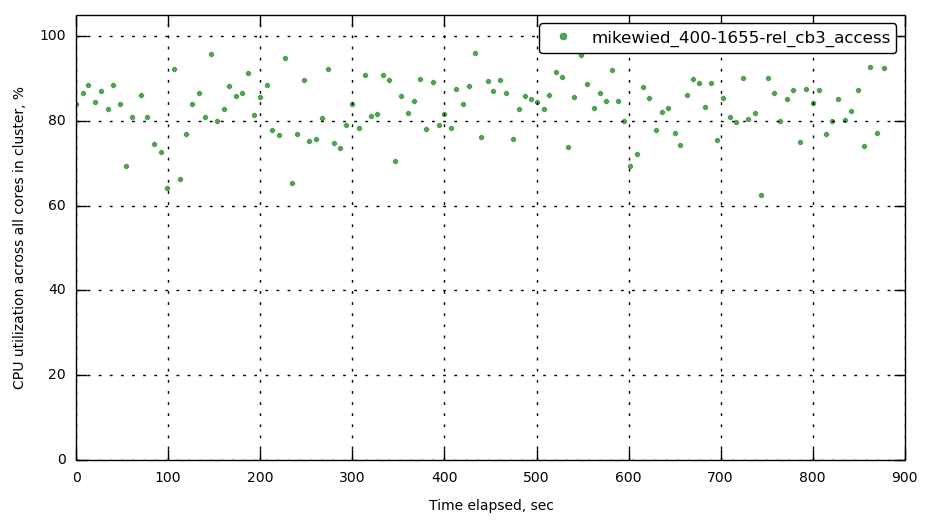 mikewied_400-1655-rel_cb3_access
CPU utilization across all cores in cluster, %
100
80
60
40
20
0
0 100 200 300 400 500 600 700 800 900
Time elapsed, sec